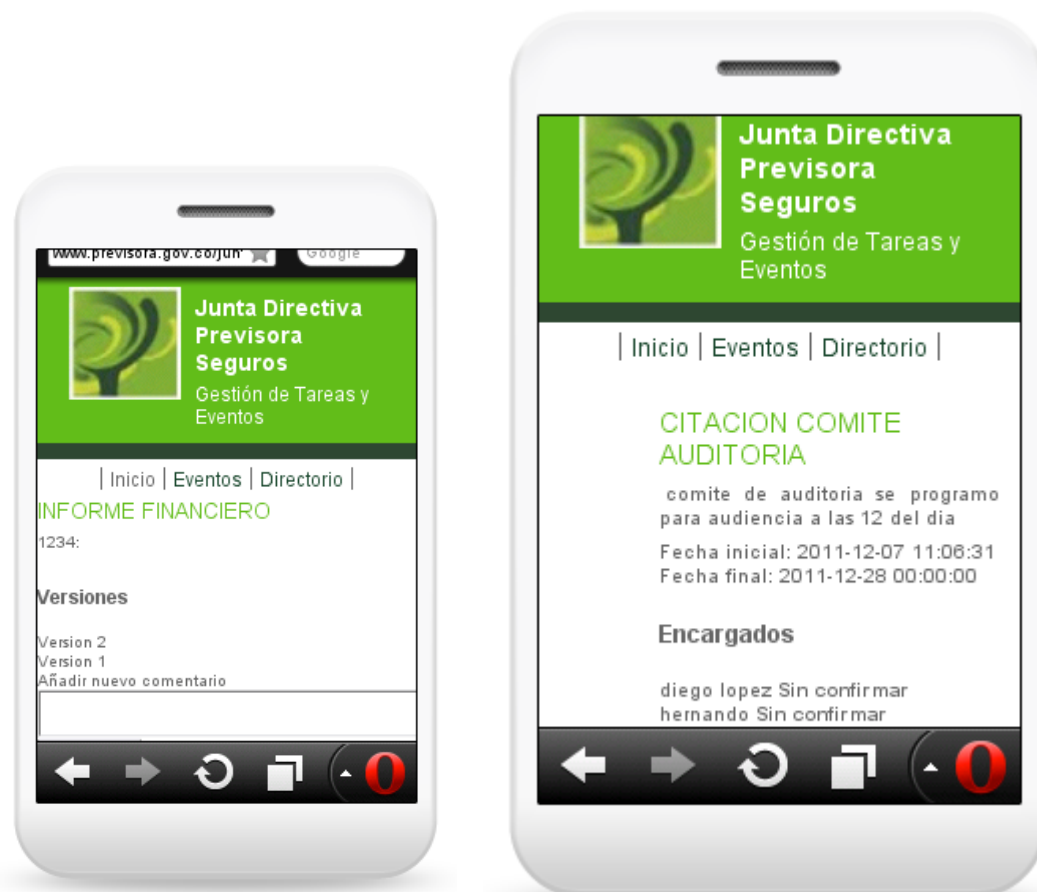 www.previsora.gov.co/jun
Google
Junta Directiva
Previsora
Seguros
Gestión de Tareas y
Eventos
| Inicio | Eventos | Directorio |
INFORME FINANCIERO
1234:
Versiones
Version 2
Version 1
Añadir nuevo comentario
Junta Directiva
Previsora
Seguros
Gestión de Tareas y
Eventos
| Inicio | Eventos | Directorio |
CITACION COMITE
AUDITORIA
comite de auditoria se programo
para audiencia a las 12 del dia
Fecha inicial: 2011-12-07 11:06:31
Fecha final: 2011-12-28 00:00:00
Encargados
diego lopez Sin confirmar
hernando Sin confirmar